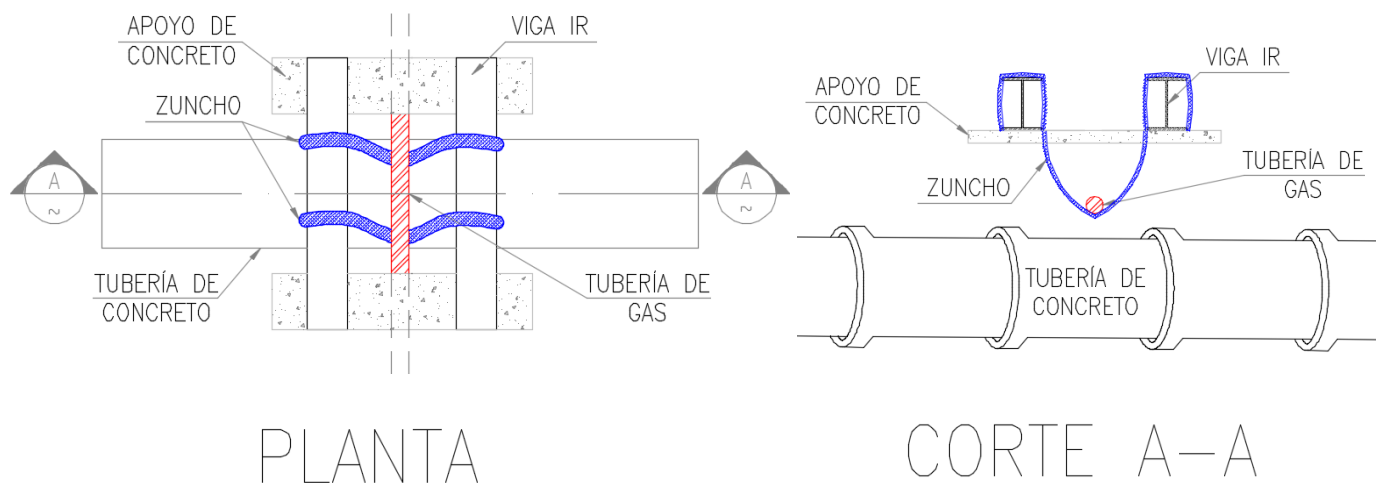 APOYO DE
CONCRETO
VIGA IR
ZUNCHO
A
~
A
~
TUBERÍA DE
CONCRETO
TUBERÍA DE
GAS
PLANTA
VIGA IR
APOYO DE
CONCRETO
ZUNCHO
TUBERÍA DE
GAS
TUBERÍA DE
CONCRETO
CORTE A-A